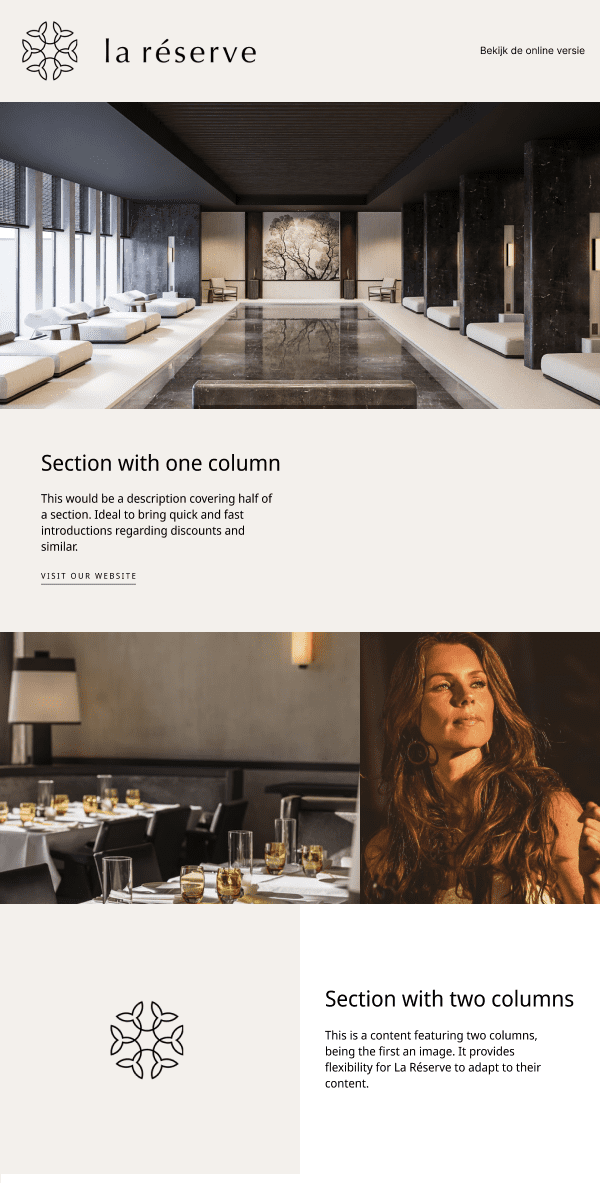 la réserve
Bekijk de online versie
Section with one column
This would be a description covering half of
a section. Ideal to bring quick and fast
introductions regarding discounts and
similar.
VISIT OUR WEBSITE
Section with two columns
This is a content featuring two columns,
being the first an image. It provides
flexibility for La Réserve to adapt to their
content.